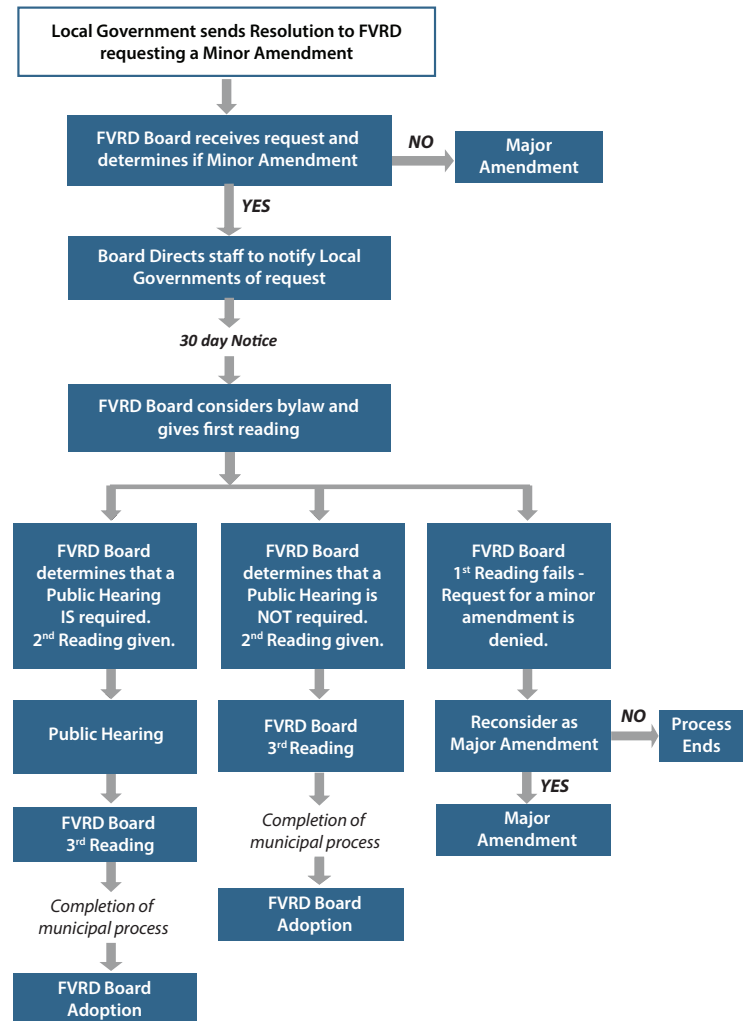 Local Government sends Resolution to FVRD
requesting a Minor Amendment
FVRD Board receives request and
determines if Minor Amendment
NO
Major
Amendment
YES
Board Directs staff to notify Local
Governments of request
30 day Notice
FVRD Board considers bylaw and
gives first reading
FVRD Board
determines that a
Public Hearing
IS required.
2nd Reading given.
FVRD Board
determines that a
Public Hearing is
NOT required.
2nd Reading given.
FVRD Board
1st Reading fails -
Request for a minor
amendment is
denied.
Public Hearing
FVRD Board
3rd Reading
Reconsider as
Major Amendment
NO
Process
Ends
YES
FVRD Board
3rd Reading
Completion of
municipal process
Major
Amendment
Completion of
municipal process
FVRD Board
Adoption
FVRD Board
Adoption